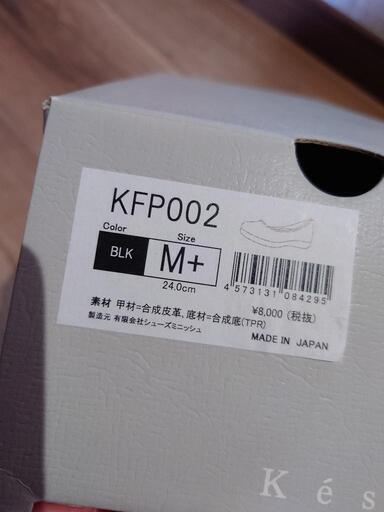 KFP002
Color Size
BLK M+
24.0cm
4 573131 084295
¥8,000 (税抜)
素材 甲材=合成皮革、底材=合成底(TPR)
製造元 有限会社シューズミニッシュ
MADE IN JAPAN
Kés